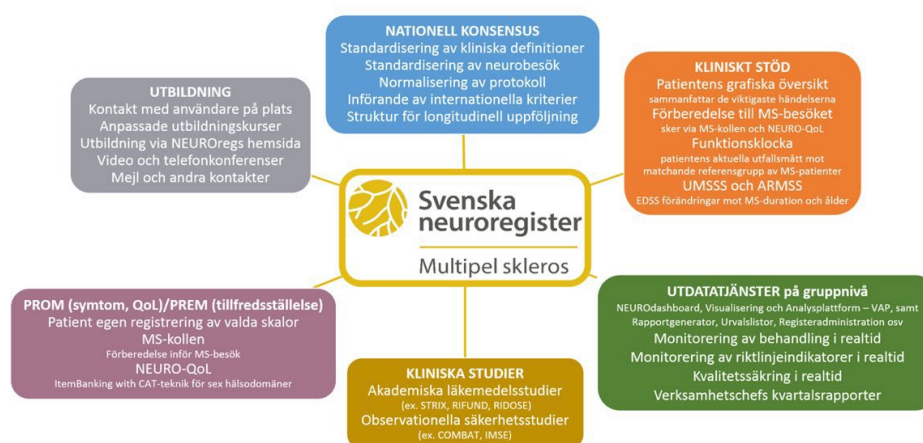 NATIONELL KONSENSUS
Standardisering av kliniska definitioner
Standardisering av neurobesök
Normalisering av protokoll
Införande av internationella kriterier
Struktur för longitudinell uppföljning
UTBILDNING
Kontakt med användare på plats
Anpassade utbildningskurser
Utbildning via NEUROregs hemsida
Video och telefonkonferenser
Mejl och andra kontakter
KLINISKT STÖD
Patientens grafiska översikt
sammanfattar de viktigaste händelserna
Förberedelse till MS-besöket
sker via MS-kollen och NEURO-QoL
Funktionsklocka
patientens aktuella utfallsmått mot
matchande referensgrupp av MS-patienter
UMSSS och ARMSS
EDSS förändringar mot MS-duration och ålder
Svenska
neuroregister
Multipel skleros
PROM (symtom, QoL)/PREM (tillfredsställelse)
Patient egen registrering av valda skalor
MS-kollen
Förberedelse inför MS-besök
NEURO-QoL
ItemBanking with CAT-teknik för sex hälsodomäner
KLINISKA STUDIER
Akademiska läkemedelsstudier
(ex. STRIX, RIFUND, RIDOSE)
Observationella säkerhetsstudier
(ex. COMBAT, IMSE)
UTDATATJÄNSTER på gruppnivå
NEUROdashboard, Visualisering och Analysplattform – VAP, samt
Rapportgenerator, Urvalslistor, Registeradministration osv
Monitorering av behandling i realtid
Monitorering av riktlinjeindikatorer i realtid
Kvalitetssäkring i realtid
Verksamhetschefs kvartalsrapporter